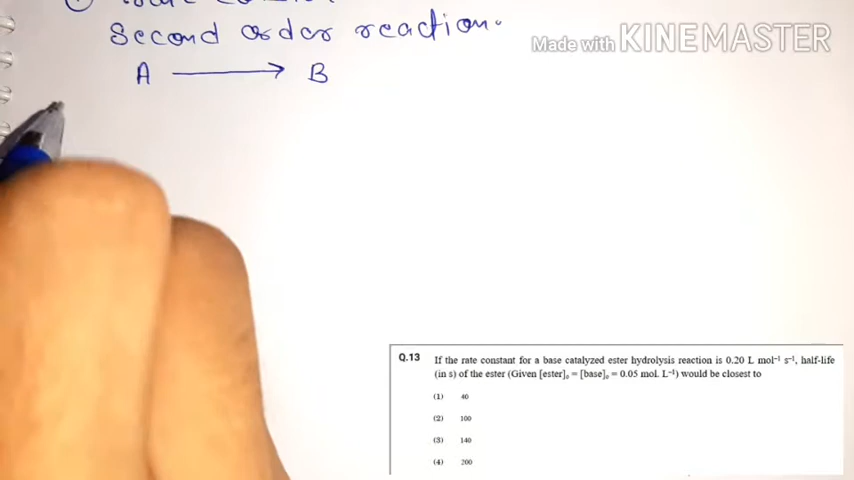 Second order reaction.
Made with KINEMASTER
A ⟶ B
Q.13 If the rate constant for a base catalyzed ester hydrolysis reaction is 0.20 L mol⁻¹ s⁻¹, half-life
(in s) of the ester (Given [ester]₀ = [base]₀ = 0.05 mol. L⁻¹) would be closest to
(1) 40
(2) 100
(3) 140
(4) 200